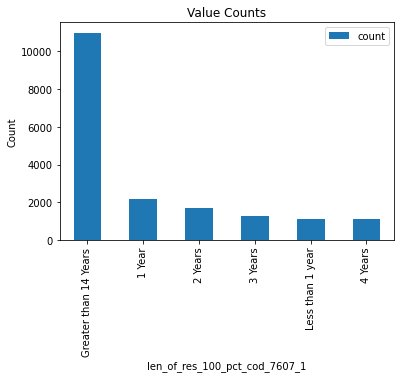 Value Counts
count
Count
10000
8000
6000
4000
2000
0
Greater than 14 Years
1 Year
2 Years
3 Years
Less than 1 year
4 Years
len_of_res_100_pct_cod_7607_1